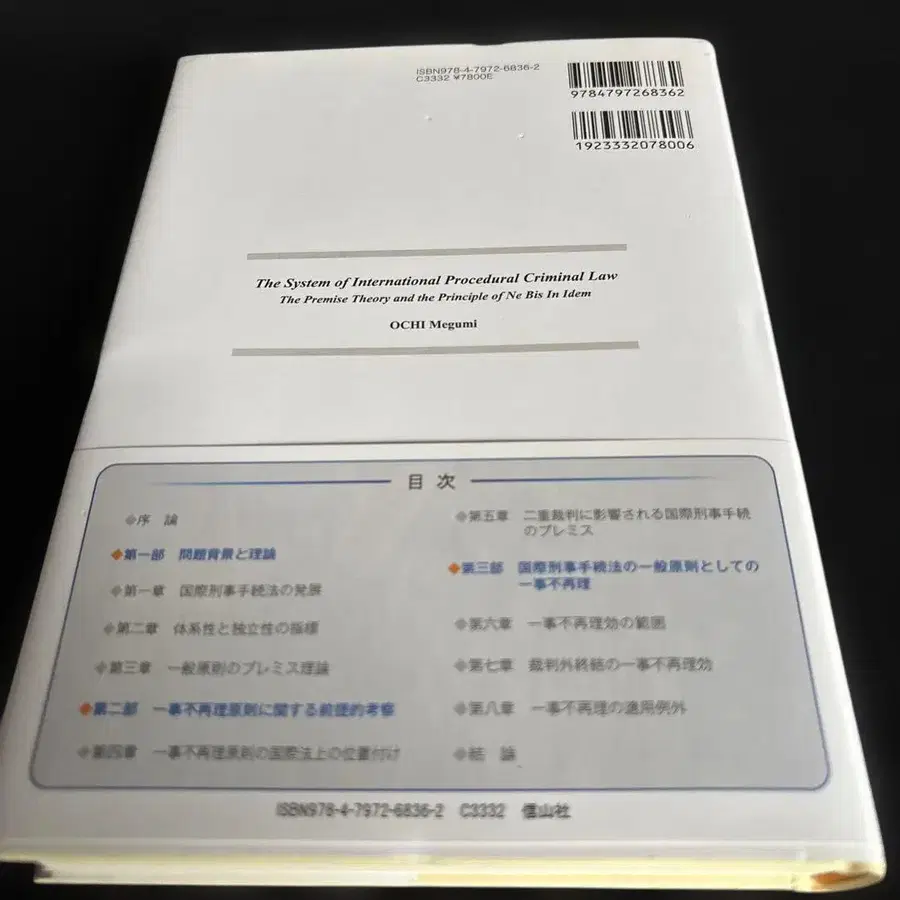 ISBN978-4-7972-6836-2
C3332 ¥7800E
9784797268362
1923332078006
The System of International Procedural Criminal Law
The Premise Theory and the Principle of Ne Bis In Idem
OCHI Megumi
目 次
◆序 論
◆第一部 問題背景と理論
◆第一章 国際刑事手続法の発展
◆第二章 体系性と独立性の指標
◆第三章 一般原則のプレミス理論
◆第二部 一事不再理原則に関する前提的考察
◆第四章 一事不再理原則の国際法上の位置付け
◆第五章 二重裁判に影響される国際刑事手続
のプレミス
◆第三部 国際刑事手続法の一般原則としての
一事不再理
◆第六章 一事不再理効の範囲
◆第七章 裁判外終結の一事不再理効
◆第八章 一事不再理の適用例外
◆結 論
ISBN978-4-7972-6836-2 C3332 信山社